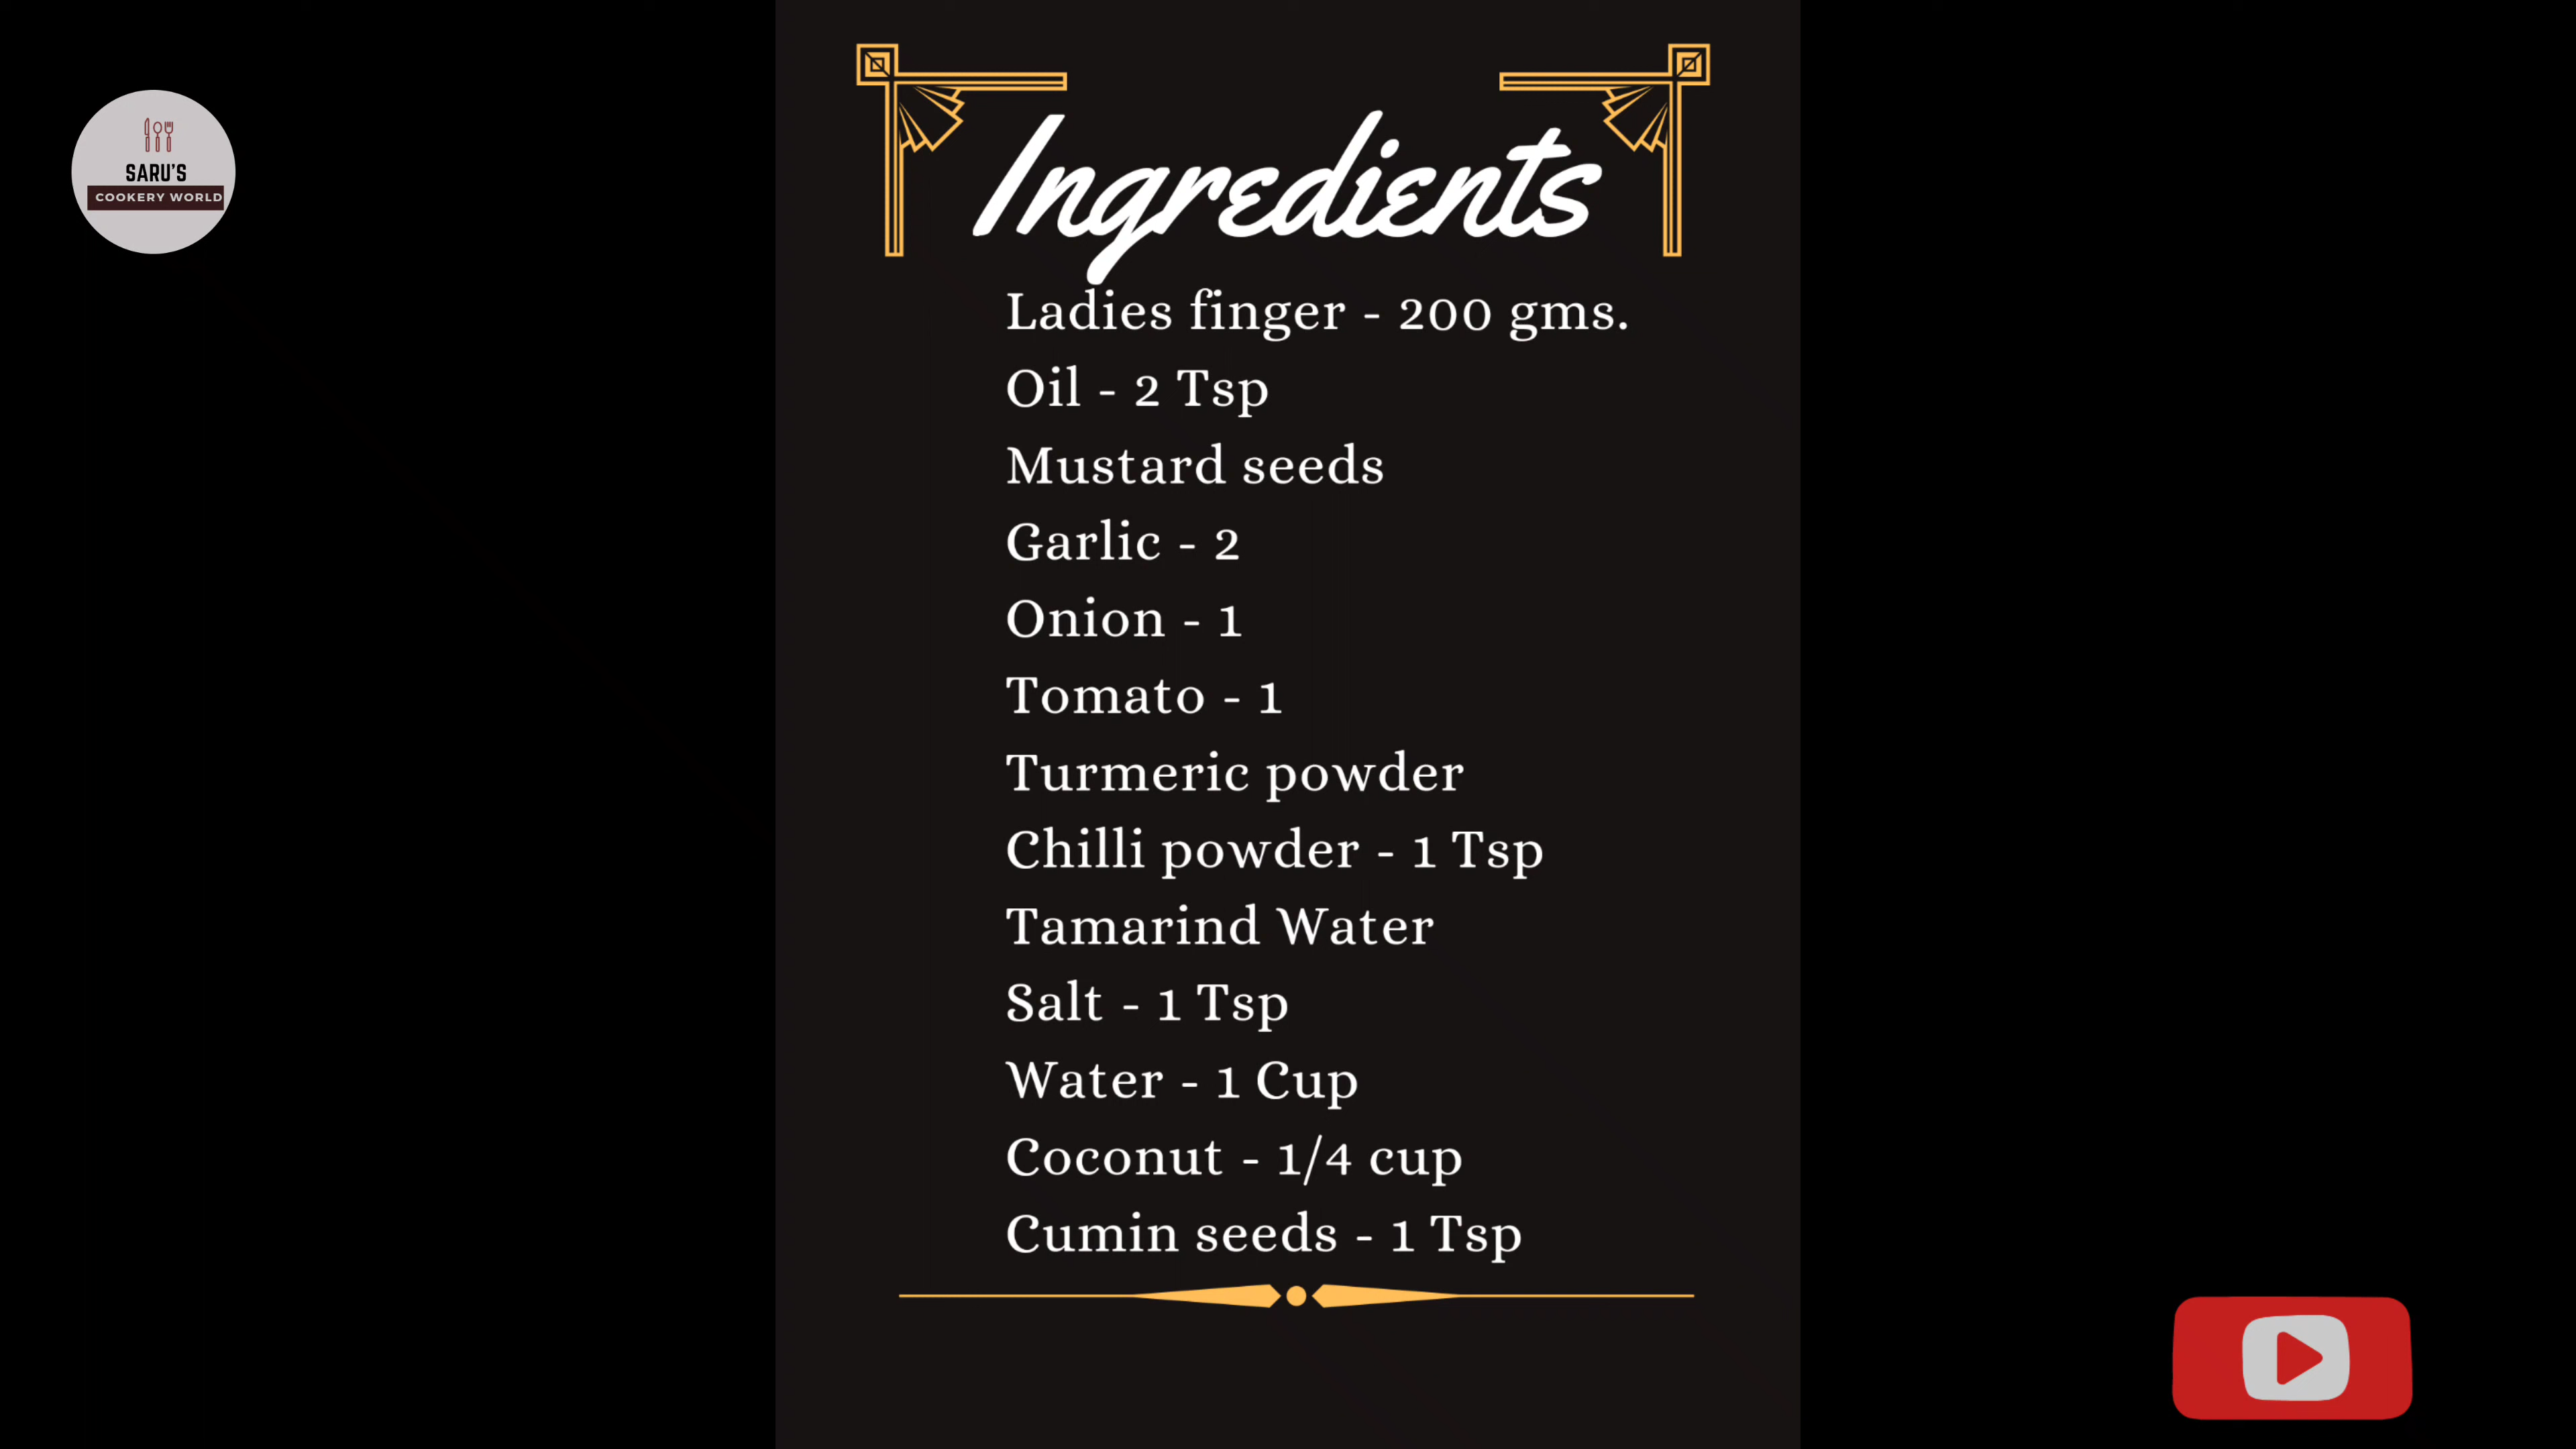 SARU'S
COOKERY WORLD
Ingredients
Ladies finger - 200 gms.
Oil - 2 Tsp
Mustard seeds
Garlic - 2
Onion - 1
Tomato - 1
Turmeric powder
Chilli powder - 1 Tsp
Tamarind Water
Salt - 1 Tsp
Water - 1 Cup
Coconut - 1/4 cup
Cumin seeds - 1 Tsp